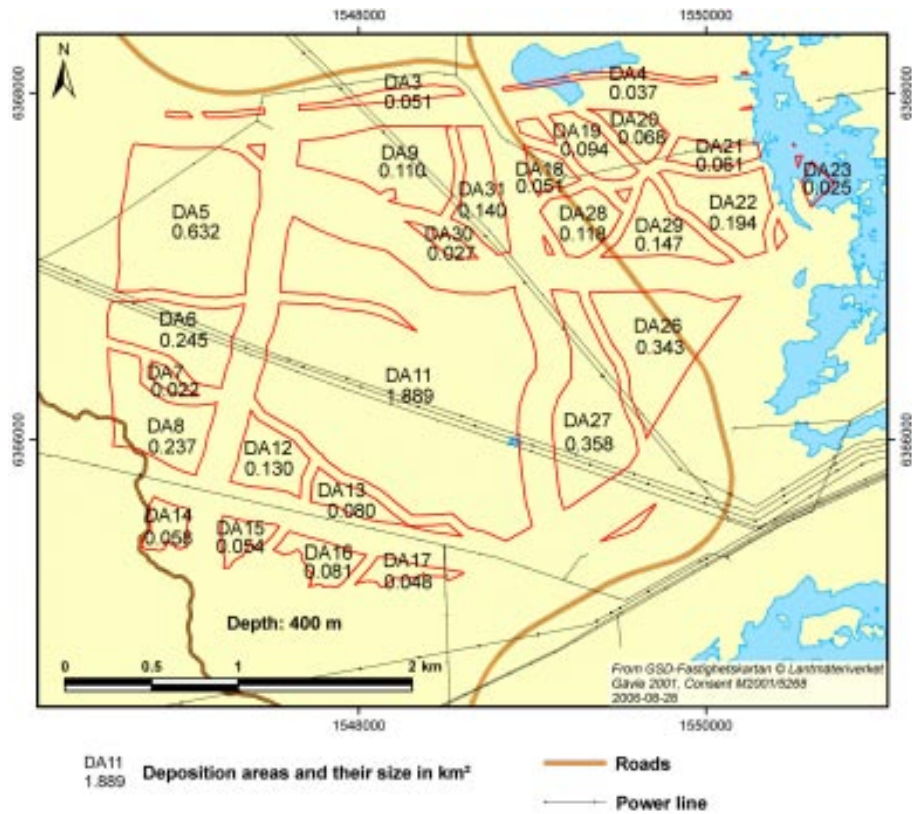 1548000
1550000
N
6368000
6368000
DA3
0.051
DA4
0.037
DA9
0.110
DA19
0.094
DA20
0.068
DA21
0.061
DA18
0.051
DA23
0.025
DA31
0.140
DA5
0.632
DA30
0.027
DA28
0.118
DA29
0.147
DA22
0.194
DA6
0.245
DA26
0.343
DA7
0.022
DA11
1.889
DA8
0.237
DA27
0.358
6366000
6366000
DA12
0.130
DA13
0.080
DA14
0.058
DA15
0.054
DA16
0.081
DA17
0.048
Depth: 400 m
0 0.5 1 2 km
From GSD-Fastighetskartan © Lantmäteriverket
Gävle 2001, Consent M2001/5268
2006-08-28
1548000
1550000
DA11
1.889
Deposition areas and their size in km²
Roads
Power line